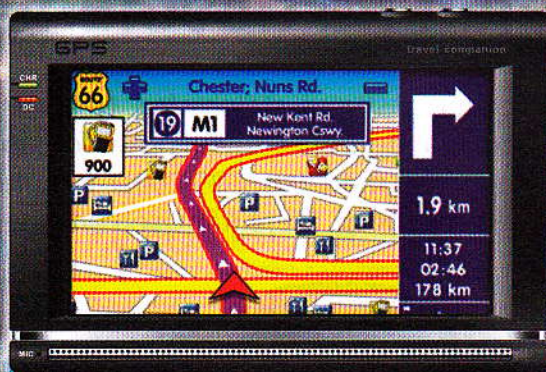 GPS
travel companion
CHR
DC
ROUTE
66
Chester; Nuns Rd.
19 M1
New Kent Rd.
Newington Cswy.
900
P
P
P
P
1.9 km
11:37
02:46
178 km
MIC